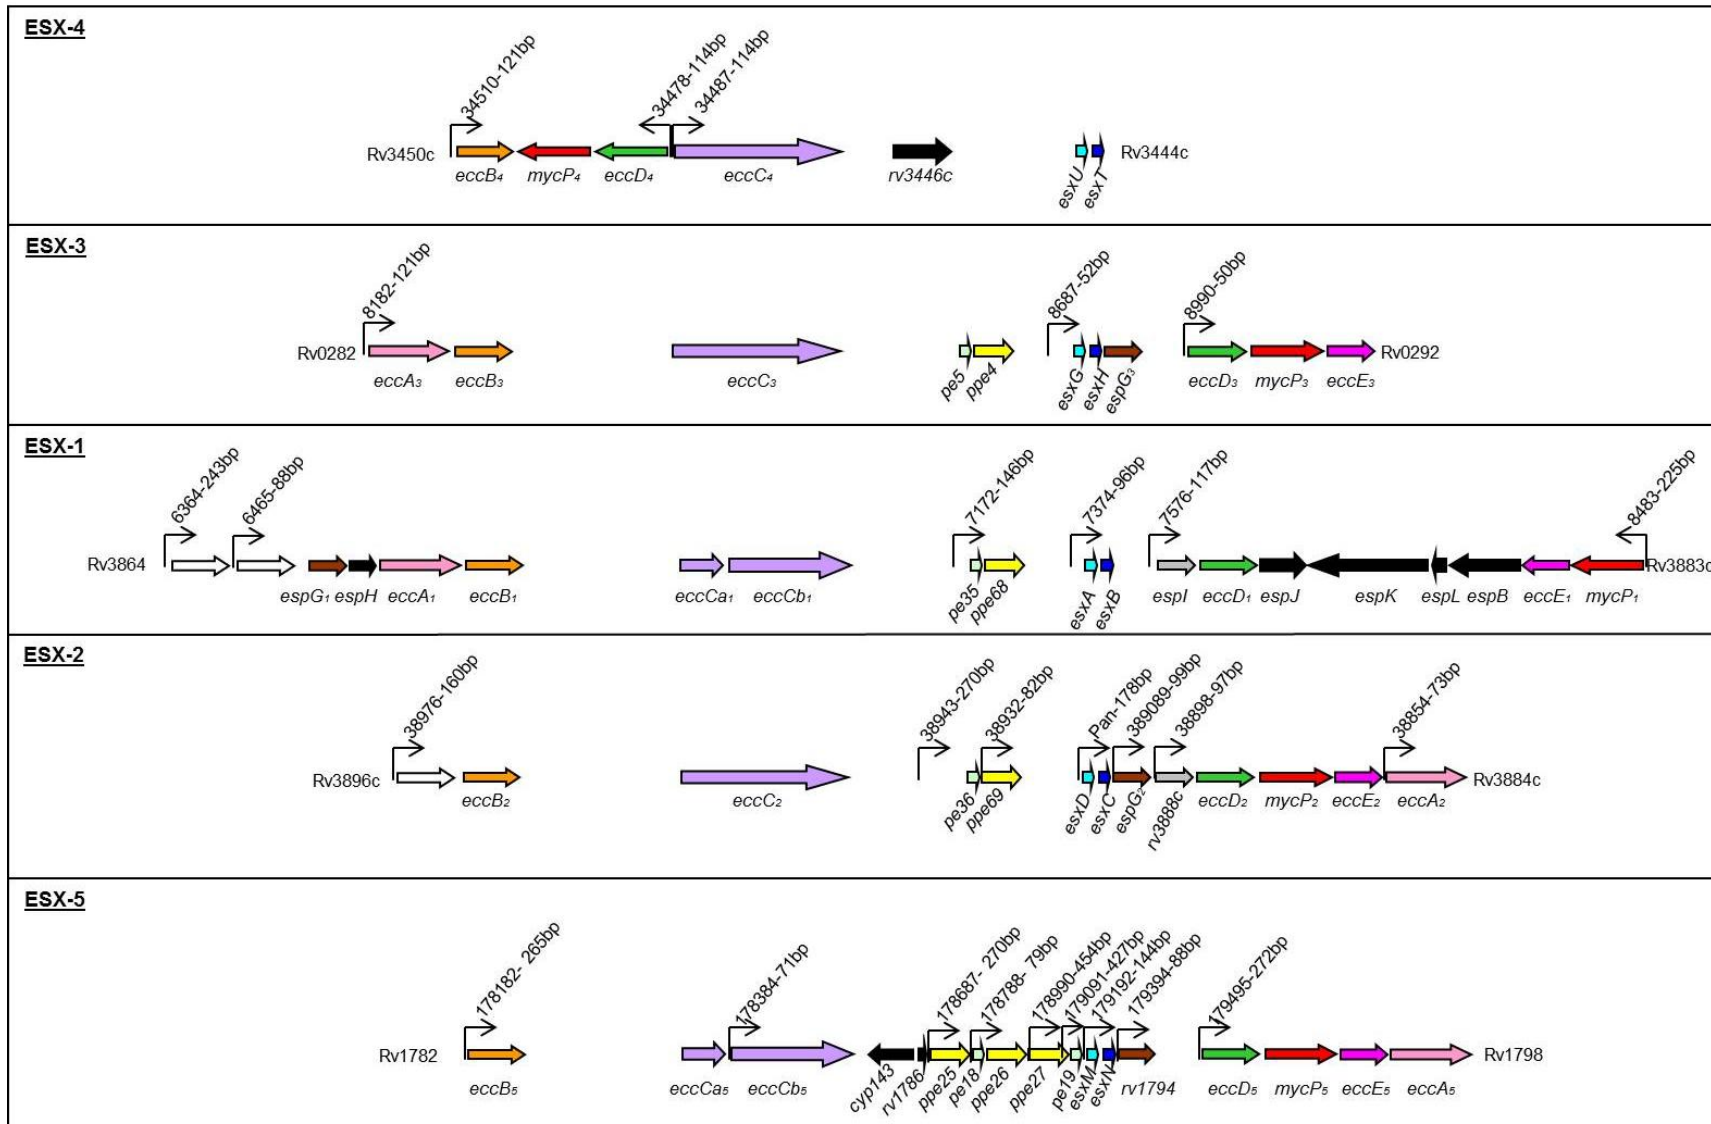 ESX-4
34510-121bp
34478-114bp
34487-114bp
Rv3450c
Rv3444c
eccB₄
mycP₄
eccD₄
eccC₄
rv3446c
esxU
esxT
ESX-3
8182-121bp
8687-52bp
8990-50bp
Rv0282
Rv0292
eccA₃
eccB₃
eccC₃
pe5
ppe4
esxG
esxH
espG₃
eccD₃
mycP₃
eccE₃
ESX-1
6364-243bp
6465-88bp
7172-146bp
7374-96bp
7576-117bp
8483-225bp
Rv3864
Rv3883c
espG₁
espH
eccA₁
eccB₁
eccCa₁
eccCb₁
pe35
ppe68
esxA
esxB
espI
eccD₁
espJ
espK
espL
espB
eccE₁
mycP₁
ESX-2
38976-160bp
38943-270bp
38932-82bp
Pan-178bp
389089-99bp
38898-97bp
38854-73bp
Rv3896c
Rv3884c
eccB₂
eccC₂
pe36
ppe69
esxD
esxC
espG₂
rv3888c
eccD₂
mycP₂
eccE₂
eccA₂
ESX-5
178182- 265bp
178384-71bp
178687- 270bp
178788- 79bp
178990-454bp
179091-427bp
179192-144bp
179394-88bp
179495-272bp
Rv1782
Rv1798
eccB₅
eccCa₅
eccCb₅
cyp143
rv1786
ppe25
pe18
ppe26
ppe27
pe19
esxM
esxN
rv1794
eccD₅
mycP₅
eccE₅
eccA₅